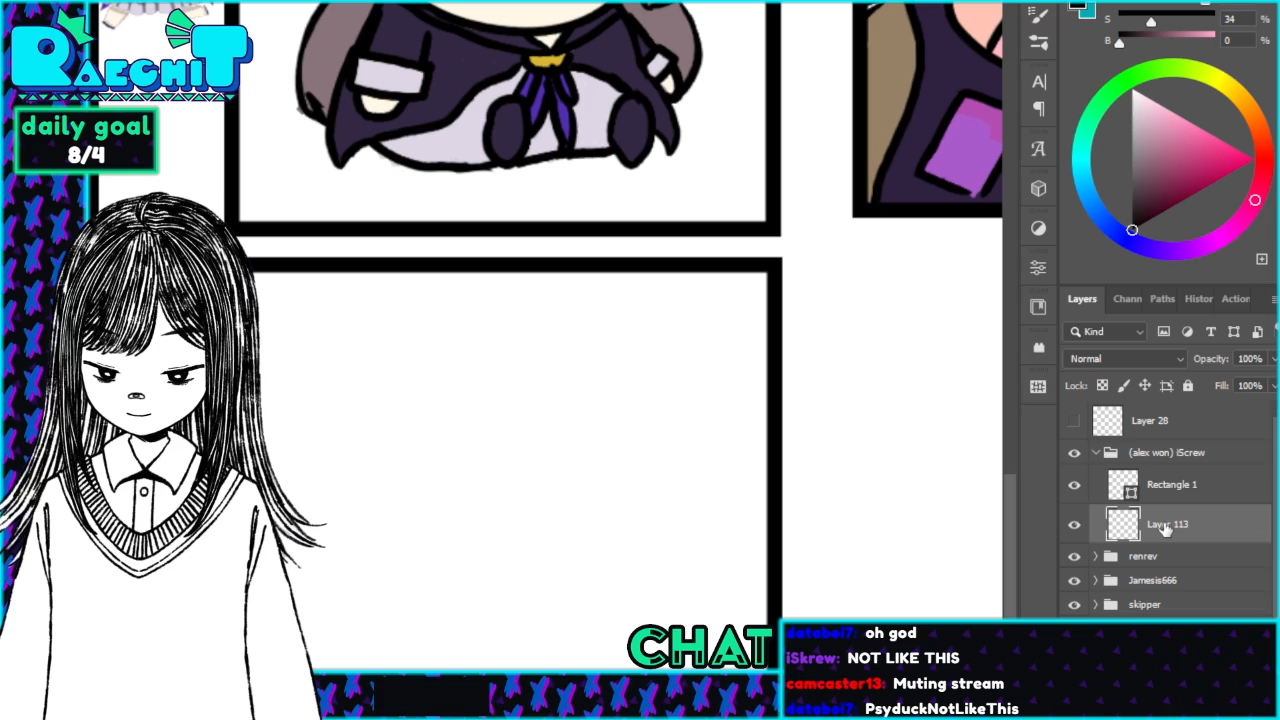 RAECHIT
daily goal
8/4
S 34 %
B 0 %
Layers Chann Paths Histor Action
Kind
Normal Opacity: 100%
Lock: Fill: 100%
Layer 28
(alex won) iScrew
Rectangle 1
Layer 113
renrev
Jamesis666
skipper
CHAT
databoi7: oh god
iSkrew: NOT LIKE THIS
camcaster13: Muting stream
databoi7: PsyduckNotLikeThis